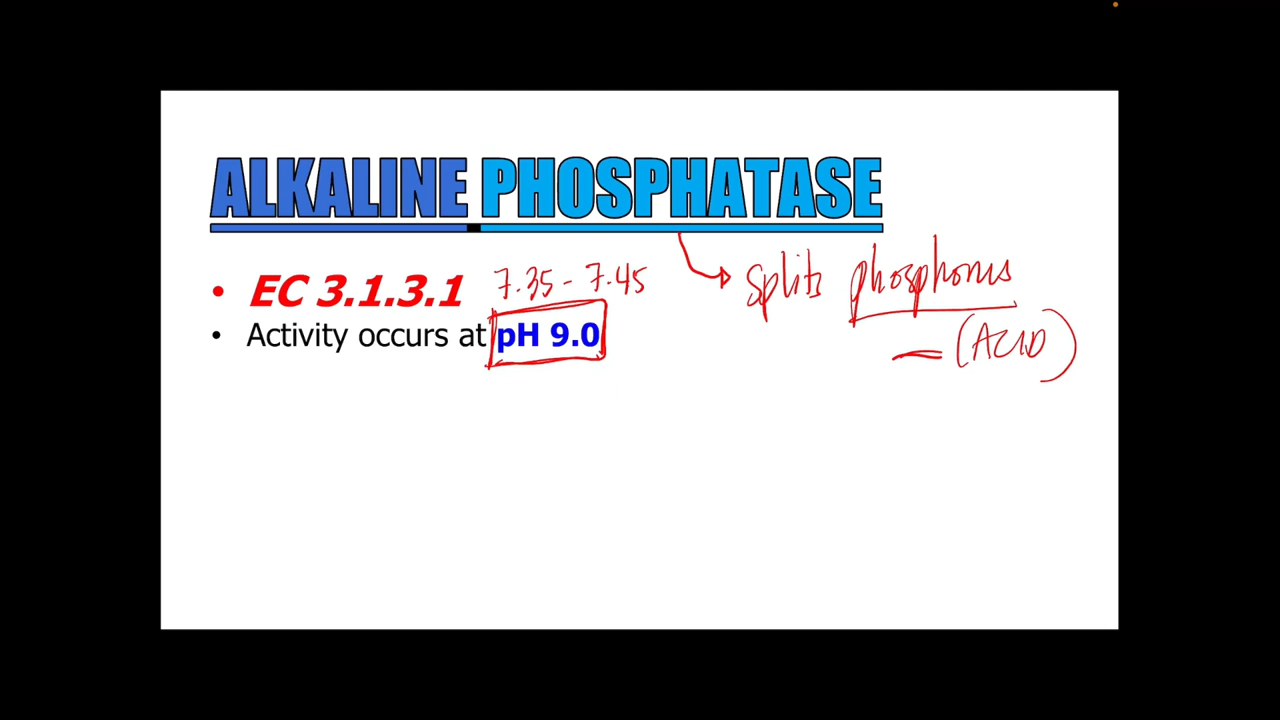 ALKALINE PHOSPHATASE
• EC 3.1.3.1 7.35 - 7.45
• Activity occurs at pH 9.0
splits phosphorus
(ACID)